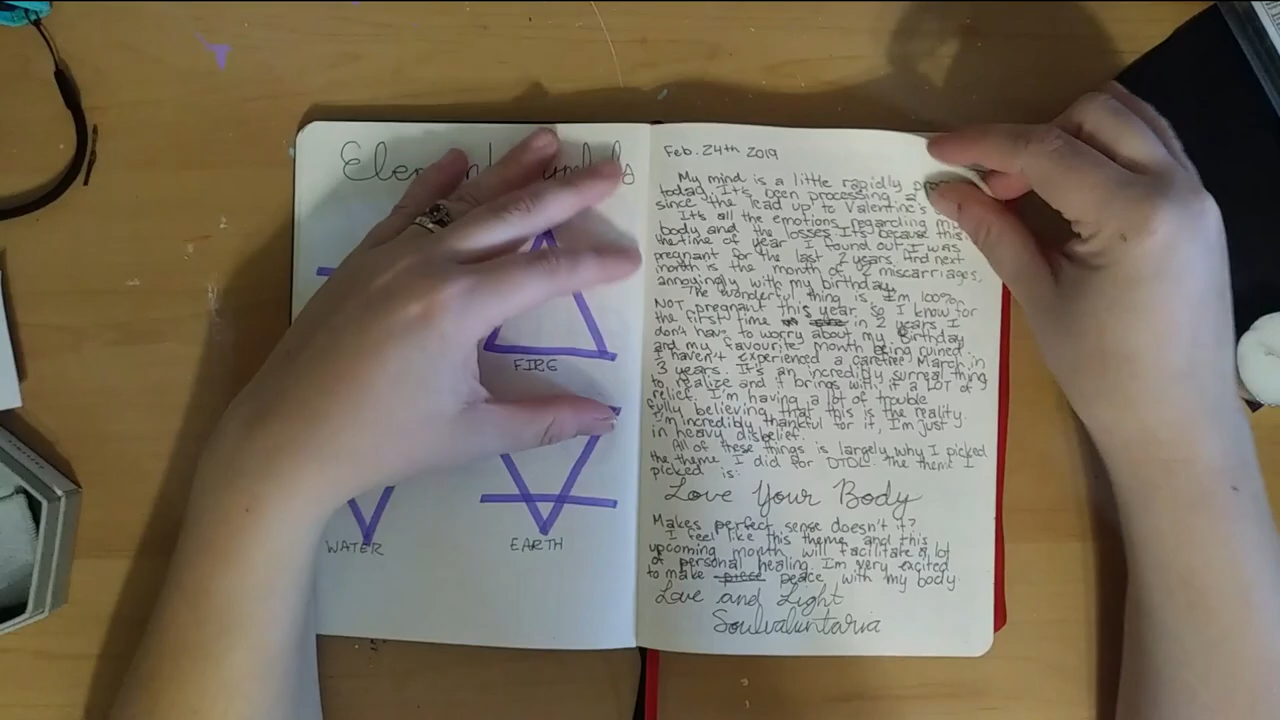 Elem
FIRE
WATER
EARTH
Feb. 24th 2019
My mind is a little rapidly
today. It's been processing a
since the lead up to Valentine's
It's all the emotions regarding my
body and the losses. It's because this
the time of year I found out I was
pregnant for the last 2 years. And next
month is the month of 2 miscarriages,
annoyingly with my birthday.
The wonderful thing is I'm 100%
NOT pregnant this year, so I know for
the first time in 2 years I
don't have to worry about my Birthday
and my favourite month being ruined.
I haven't experienced a carefree March in
3 years. It's an incredibly surreal thing
to realize and it brings with it a LOT of
relief. I'm having a lot of trouble
fully believing that this is the reality.
I'm incredibly thankful for it, I'm just
in heavy disbelief.
All of these things is largely why I picked
the theme I did for DTDL. The theme I
picked is:
Love Your Body
Makes perfect sense doesn't it?
I feel like this theme and this
upcoming month will facilitate a lot
of personal healing. I'm very excited
to make piece peace with my body.
Love and Light
Soulvaluntaria